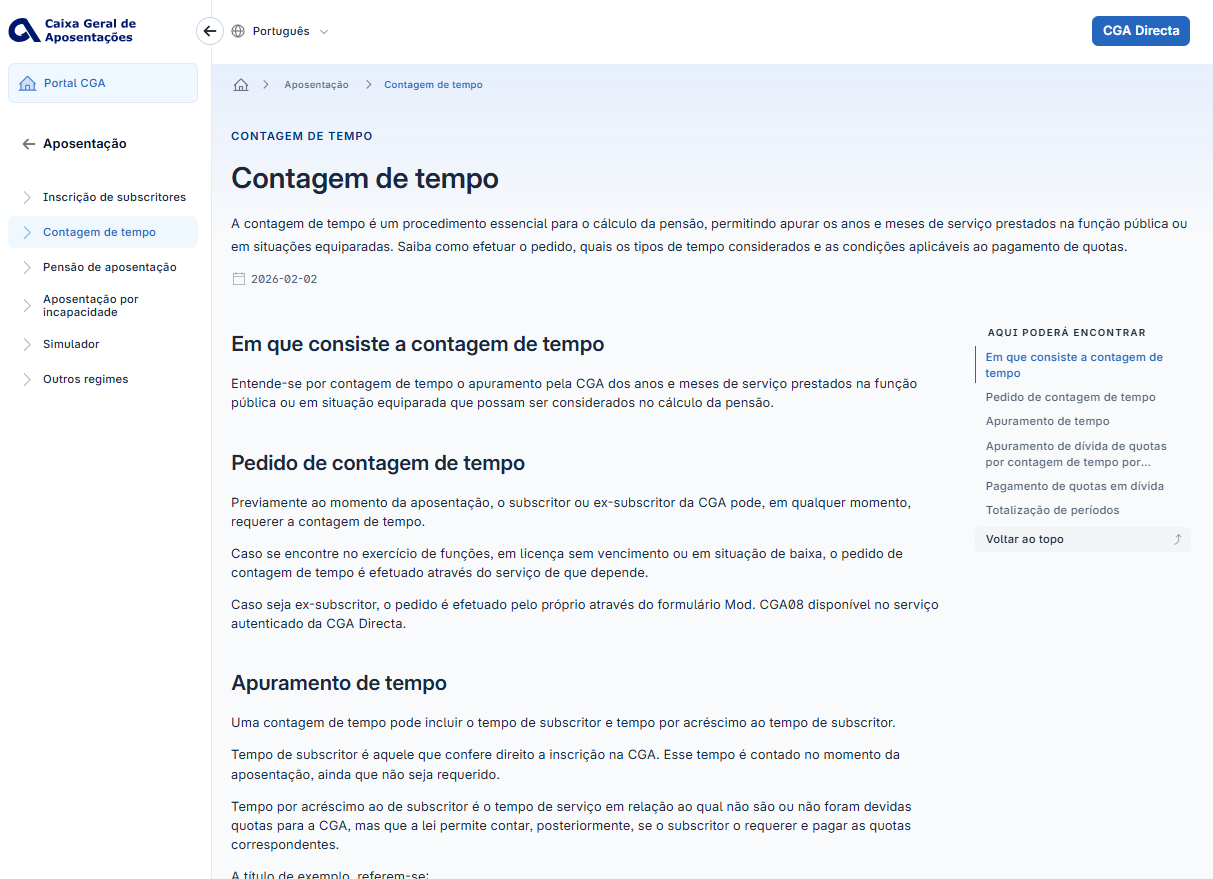 Caixa Geral de
Aposentações
Português
CGA Directa
Portal CGA
Aposentação
Inscrição de subscritores
Contagem de tempo
Pensão de aposentação
Aposentação por
incapacidade
Simulador
Outros regimes
Aposentação
Contagem de tempo
CONTAGEM DE TEMPO
Contagem de tempo
A contagem de tempo é um procedimento essencial para o cálculo da pensão, permitindo apurar os anos e meses de serviço prestados na função pública ou
em situações equiparadas. Saiba como efetuar o pedido, quais os tipos de tempo considerados e as condições aplicáveis ao pagamento de quotas.
2026-02-02
Em que consiste a contagem de tempo
Entende-se por contagem de tempo o apuramento pela CGA dos anos e meses de serviço prestados na função
pública ou em situação equiparada que possam ser considerados no cálculo da pensão.
Pedido de contagem de tempo
Previamente ao momento da aposentação, o subscritor ou ex-subscritor da CGA pode, em qualquer momento,
requerer a contagem de tempo.
Caso se encontre no exercício de funções, em licença sem vencimento ou em situação de baixa, o pedido de
contagem de tempo é efetuado através do serviço de que depende.
Caso seja ex-subscritor, o pedido é efetuado pelo próprio através do formulário Mod. CGA08 disponível no serviço
autenticado da CGA Directa.
Apuramento de tempo
Uma contagem de tempo pode incluir o tempo de subscritor e tempo por acréscimo ao tempo de subscritor.
Tempo de subscritor é aquele que confere direito a inscrição na CGA. Esse tempo é contado no momento da
aposentação, ainda que não seja requerido.
Tempo por acréscimo ao de subscritor é o tempo de serviço em relação ao qual não são ou não foram devidas
quotas para a CGA, mas que a lei permite contar, posteriormente, se o subscritor o requerer e pagar as quotas
correspondentes.
A título de exemplo, referem-se:
AQUI PODERÁ ENCONTRAR
Em que consiste a contagem de
tempo
Pedido de contagem de tempo
Apuramento de tempo
Apuramento de dívida de quotas
por contagem de tempo por...
Pagamento de quotas em dívida
Totalização de períodos
Voltar ao topo